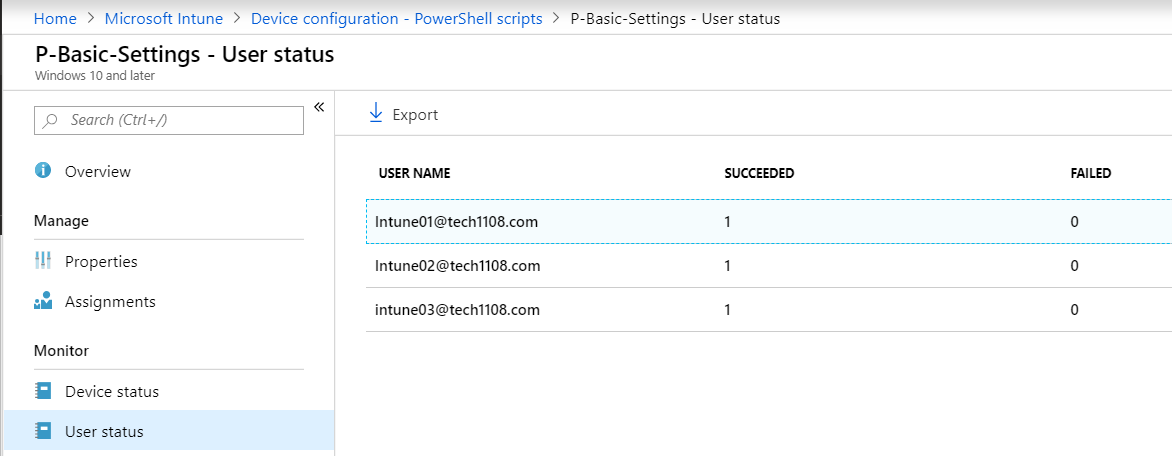 Home > Microsoft Intune > Device configuration - PowerShell scripts > P-Basic-Settings - User status
P-Basic-Settings - User status
Windows 10 and later
Search (Ctrl+/)
Overview
Manage
Properties
Assignments
Monitor
Device status
User status
Export
USER NAME SUCCEEDED FAILED
Intune01@tech1108.com 1 0
Intune02@tech1108.com 1 0
intune03@tech1108.com 1 0